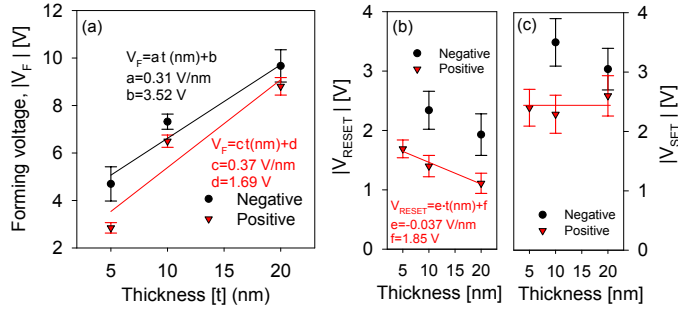 (a)
Forming voltage, |V_F| [V]
12
10
8
6
4
2
V_F=at(nm)+b
a=0.31 V/nm
b=3.52 V
V_F=ct(nm)+d
c=0.37 V/nm
d=1.69 V
Negative
Positive
5 10 20
Thickness [t] (nm)
(b)
|V_RESET| [V]
4
3
2
1
0
Negative
Positive
V_RESET=e·t(nm)+f
e=-0.037 V/nm
f=1.85 V
5 10 15 20
Thickness [nm]
(c)
Negative
Positive
|V_SET| [V]
4
3
2
1
0
5 10 15 20
Thickness [nm]